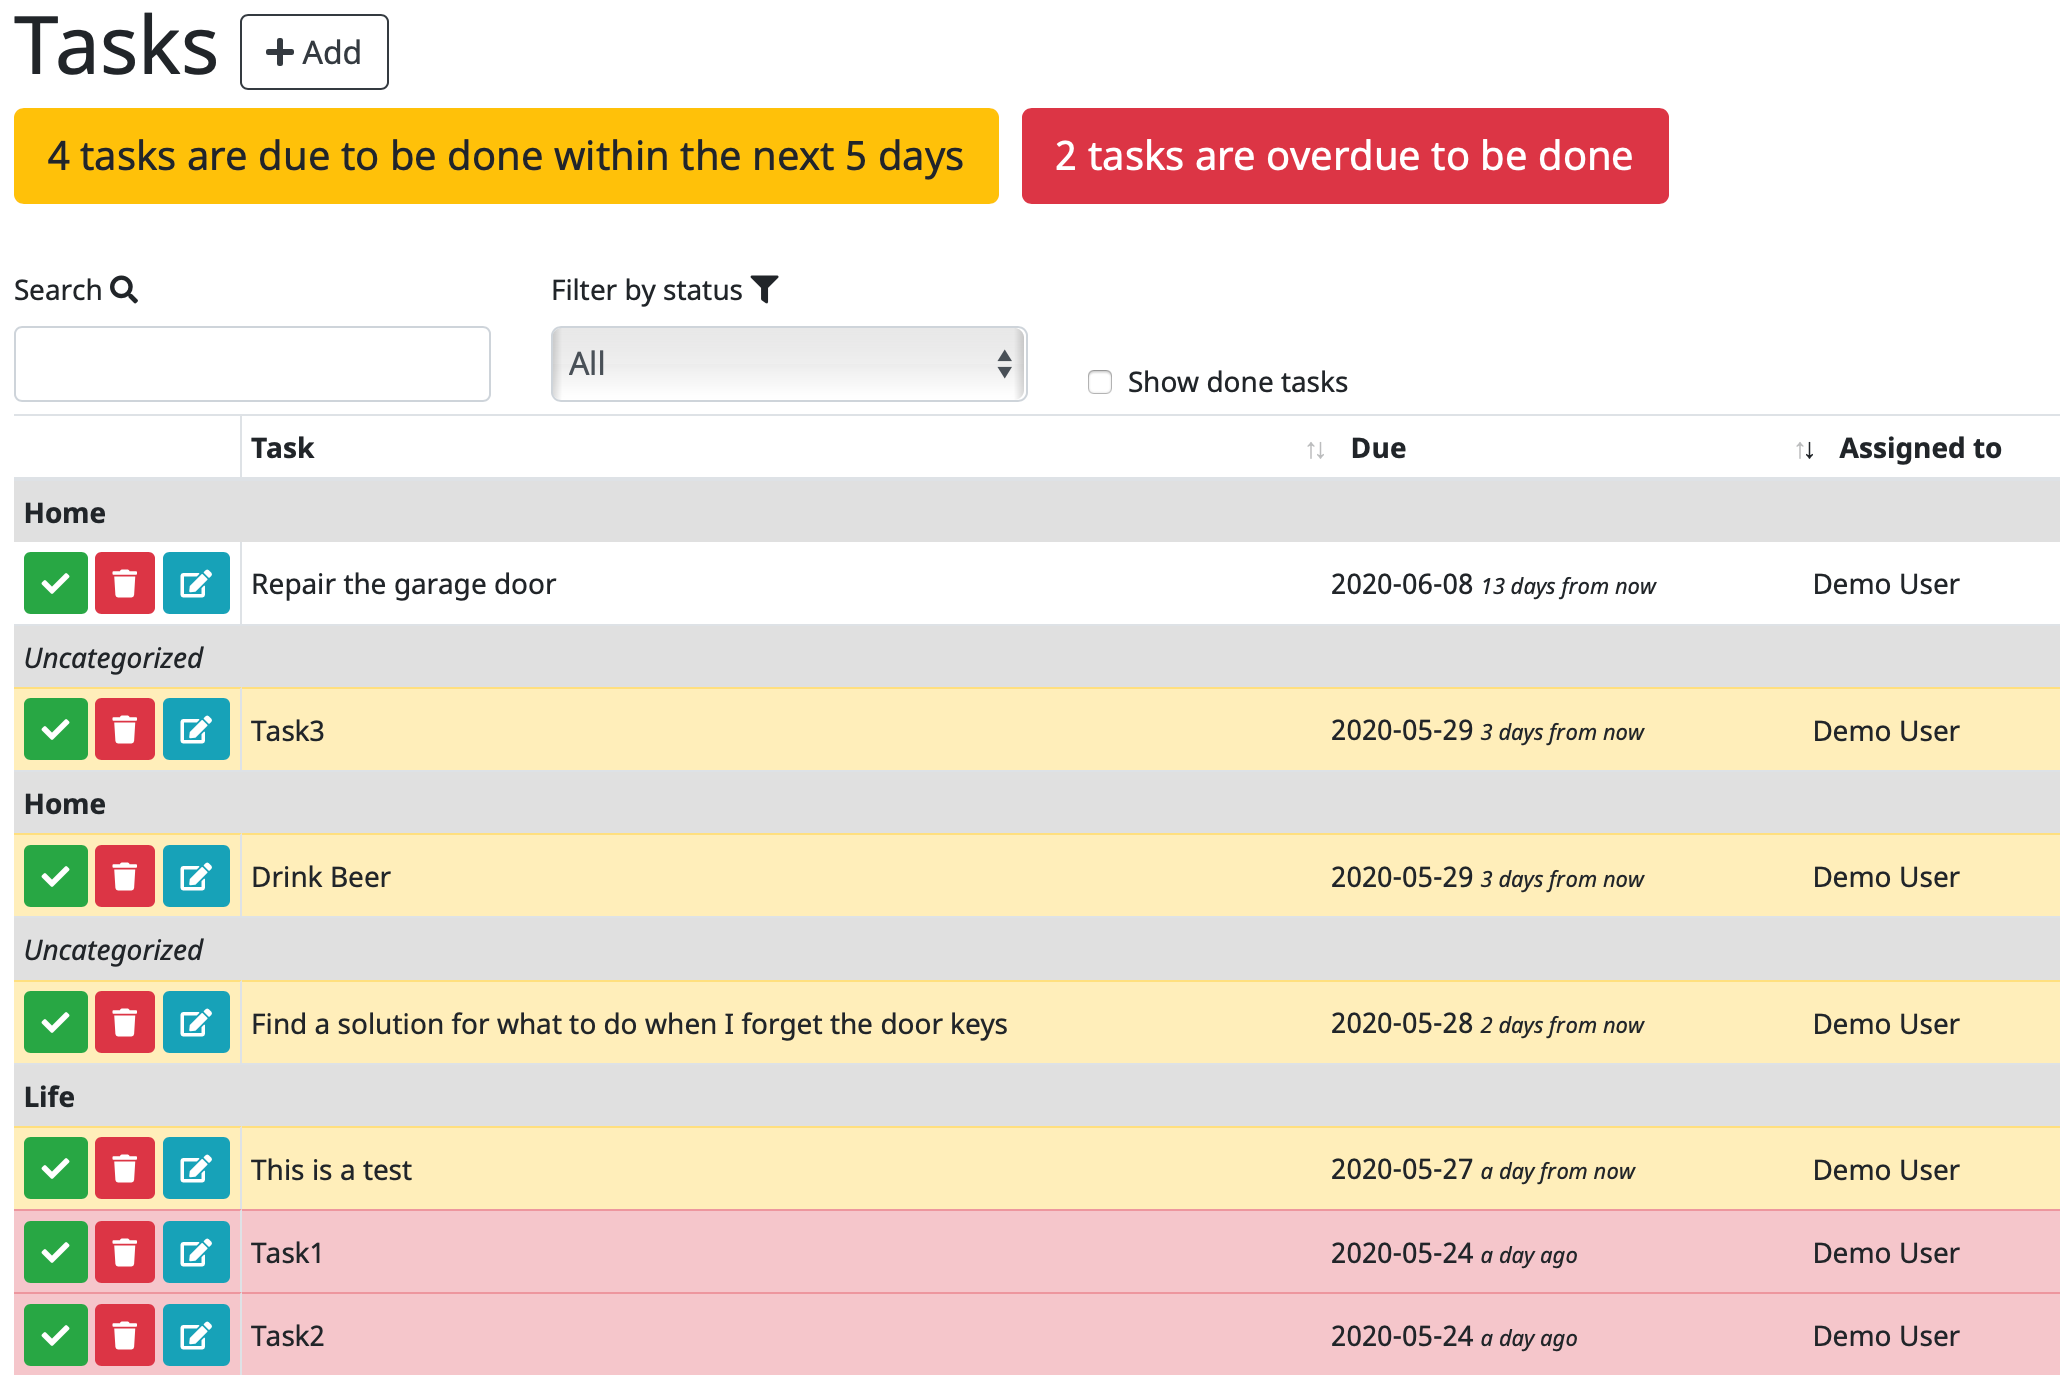 Tasks Add
4 tasks are due to be done within the next 5 days 2 tasks are overdue to be done
Search Filter by status
All Show done tasks
Task Due Assigned to
Home
Repair the garage door 2020-06-08 13 days from now Demo User
Uncategorized
Task3 2020-05-29 3 days from now Demo User
Home
Drink Beer 2020-05-29 3 days from now Demo User
Uncategorized
Find a solution for what to do when I forget the door keys 2020-05-28 2 days from now Demo User
Life
This is a test 2020-05-27 a day from now Demo User
Task1 2020-05-24 a day ago Demo User
Task2 2020-05-24 a day ago Demo User